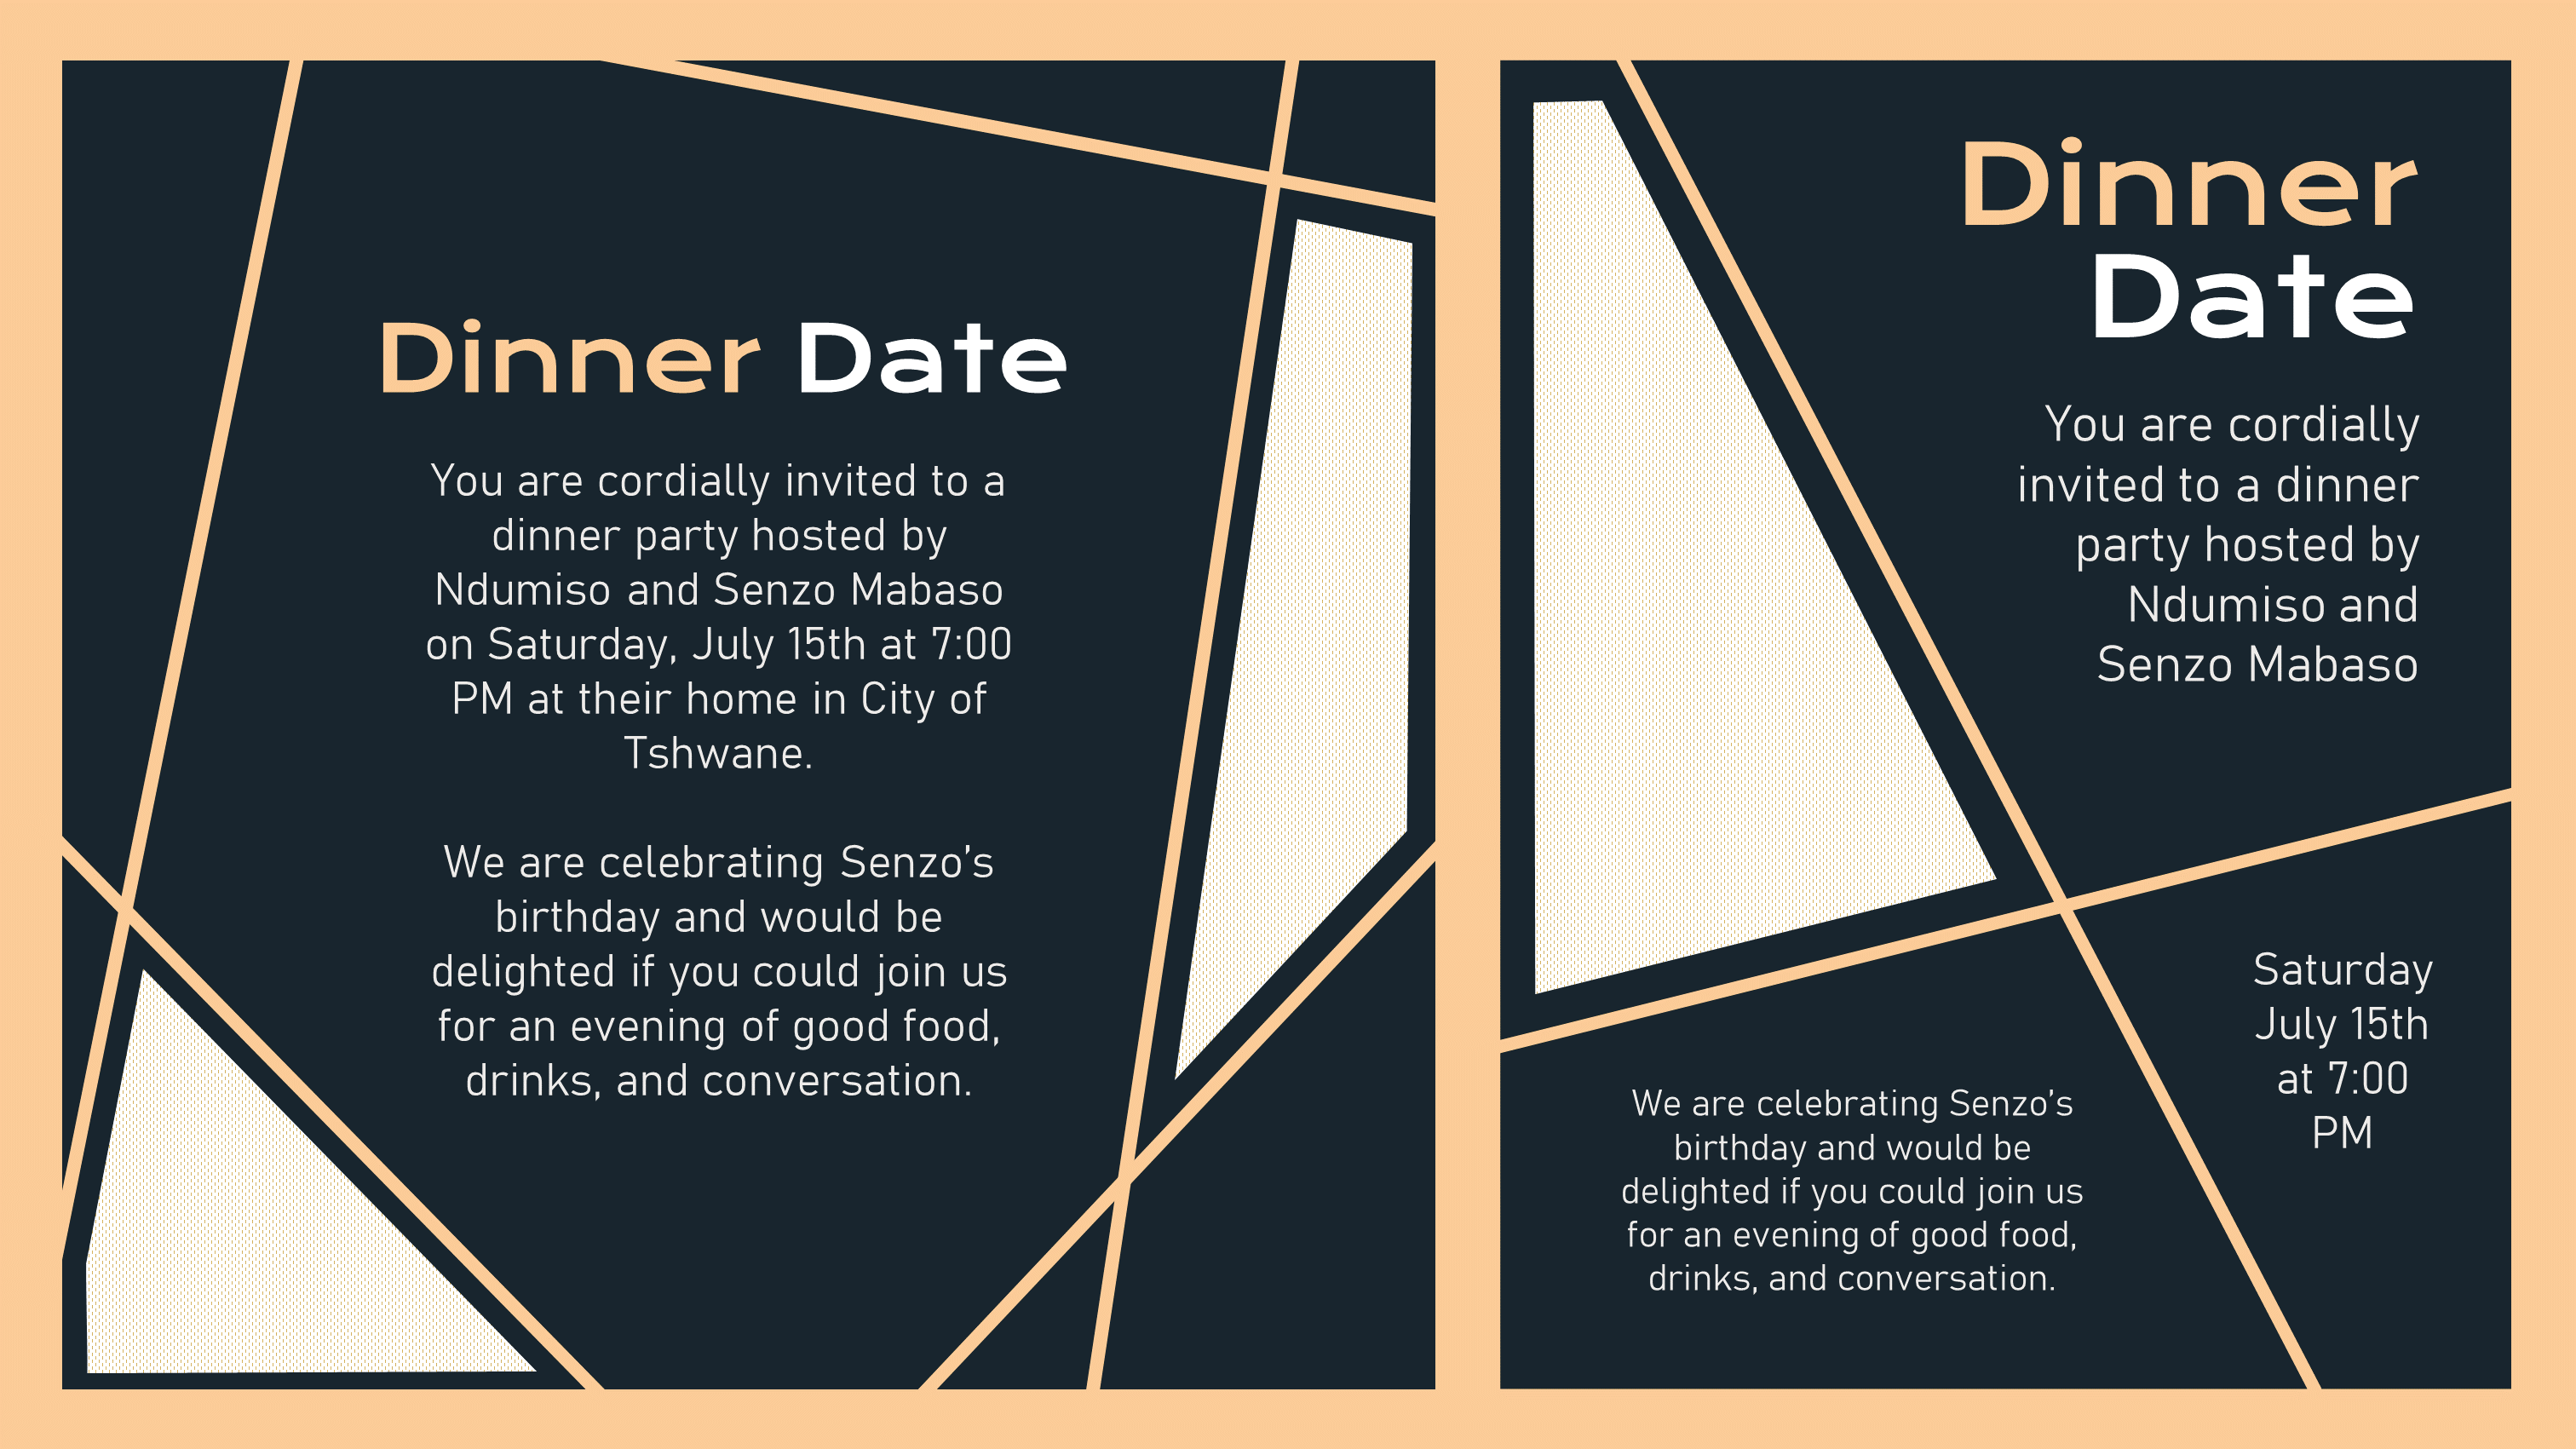 Dinner Date
You are cordially invited to a
dinner party hosted by
Ndumiso and Senzo Mabaso
on Saturday, July 15th at 7:00
PM at their home in City of
Tshwane.
We are celebrating Senzo’s
birthday and would be
delighted if you could join us
for an evening of good food,
drinks, and conversation.
Dinner
Date
You are cordially
invited to a dinner
party hosted by
Ndumiso and
Senzo Mabaso
Saturday
July 15th
at 7:00
PM
We are celebrating Senzo’s
birthday and would be
delighted if you could join us
for an evening of good food,
drinks, and conversation.